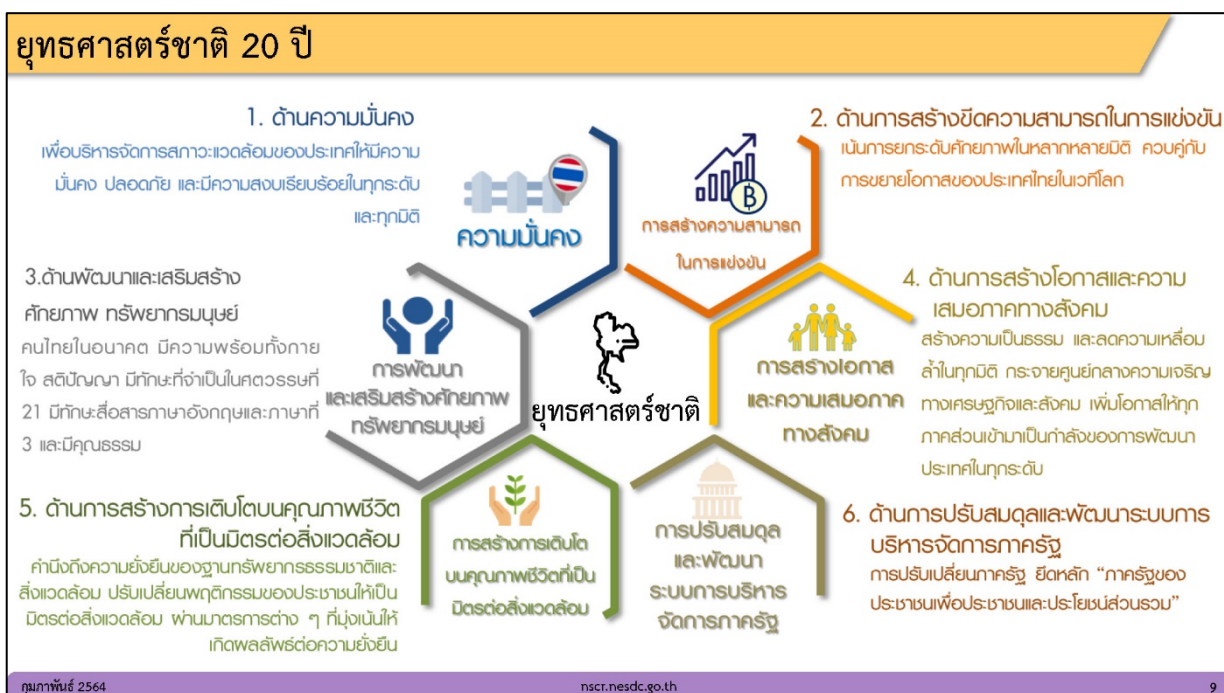 ยุทธศาสตร์ชาติ 20 ปี
1. ด้านความมั่นคง
เพื่อบริหารจัดการสภาวะแวดล้อมของประเทศให้มีความ
มั่นคง ปลอดภัย และมีความสงบเรียบร้อยในทุกระดับ
และทุกมิติ
ความมั่นคง
฿
การสร้างความสามารถ
ในการแข่งขัน
2. ด้านการสร้างขีดความสามารถในการแข่งขัน
เน้นการยกระดับศักยภาพในหลากหลายมิติ ควบคู่กับ
การขยายโอกาสของประเทศไทยในเวทีโลก
3.ด้านพัฒนาและเสริมสร้าง
ศักยภาพ ทรัพยากรมนุษย์
คนไทยในอนาคต มีความพร้อมทั้งกาย
ใจ สติปัญญา มีทักษะที่จำเป็นในศตวรรษที่
21 มีทักษะสื่อสารภาษาอังกฤษและภาษาที่
3 และมีคุณธรรม
การพัฒนา
และเสริมสร้างศักยภาพ
ทรัพยากรมนุษย์
ยุทธศาสตร์ชาติ
การสร้างโอกาส
และความเสมอภาค
ทางสังคม
4. ด้านการสร้างโอกาสและความ
เสมอภาคทางสังคม
สร้างความเป็นธรรม และลดความเหลื่อม
ล้ำในทุกมิติ กระจายศูนย์กลางความเจริญ
ทางเศรษฐกิจและสังคม เพิ่มโอกาสให้ทุก
ภาคส่วนเข้ามาเป็นกำลังของการพัฒนา
ประเทศในทุกระดับ
5. ด้านการสร้างการเติบโตบนคุณภาพชีวิต
ที่เป็นมิตรต่อสิ่งแวดล้อม
คำนึงถึงความยั่งยืนของฐานทรัพยากรธรรมชาติและ
สิ่งแวดล้อม ปรับเปลี่ยนพฤติกรรมของประชาชนให้เป็น
มิตรต่อสิ่งแวดล้อม ผ่านมาตรการต่าง ๆ ที่มุ่งเน้นให้
เกิดผลลัพธ์ต่อความยั่งยืน
การสร้างการเติบโต
บนคุณภาพชีวิตที่เป็น
มิตรต่อสิ่งแวดล้อม
การปรับสมดุล
และพัฒนา
ระบบการบริหาร
จัดการภาครัฐ
6. ด้านการปรับสมดุลและพัฒนาระบบการ
บริหารจัดการภาครัฐ
การปรับเปลี่ยนภาครัฐ ยึดหลัก “ภาครัฐของ
ประชาชนเพื่อประชาชนและประโยชน์ส่วนรวม”
กุมภาพันธ์ 2564
nscr.nesdc.go.th
9